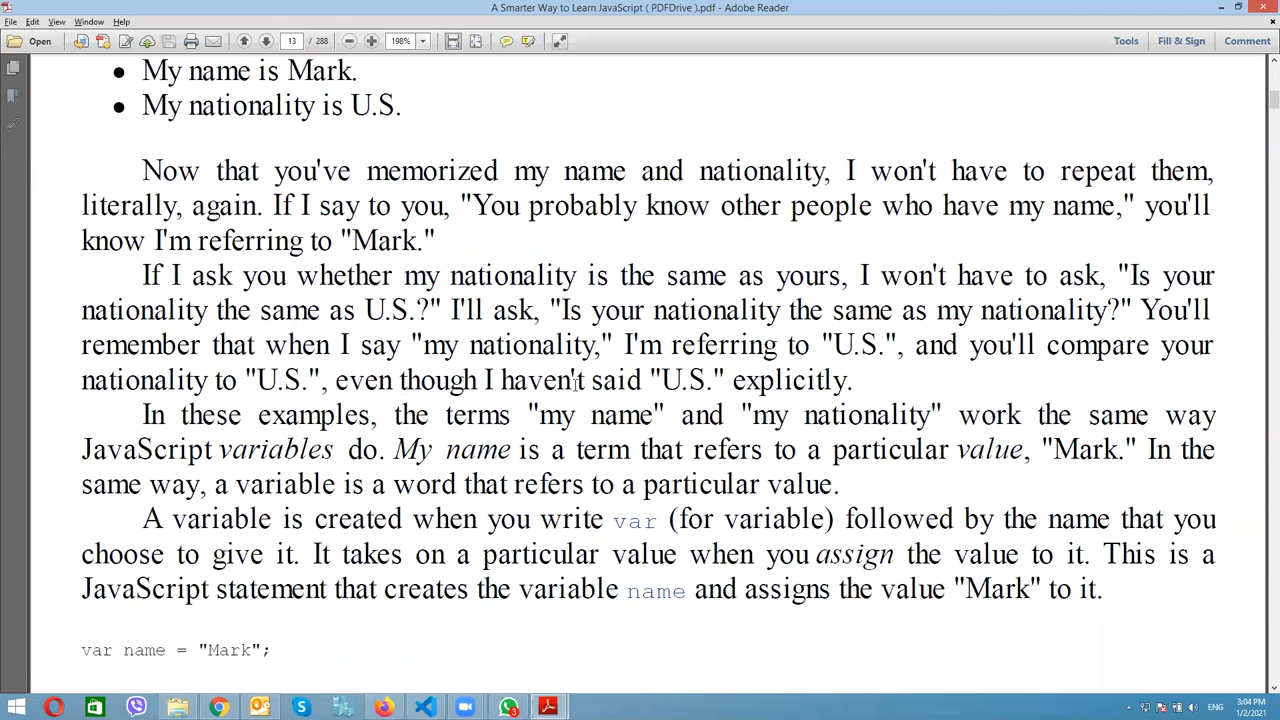 A Smarter Way to Learn JavaScript ( PDFDrive ).pdf - Adobe Reader
File Edit View Window Help
Open 13 / 288 198% Tools Fill & Sign Comment
• My name is Mark.
• My nationality is U.S.
Now that you've memorized my name and nationality, I won't have to repeat them,
literally, again. If I say to you, "You probably know other people who have my name," you'll
know I'm referring to "Mark."
If I ask you whether my nationality is the same as yours, I won't have to ask, "Is your
nationality the same as U.S.?" I'll ask, "Is your nationality the same as my nationality?" You'll
remember that when I say "my nationality," I'm referring to "U.S.", and you'll compare your
nationality to "U.S.", even though I haven't said "U.S." explicitly.
In these examples, the terms "my name" and "my nationality" work the same way
JavaScript variables do. My name is a term that refers to a particular value, "Mark." In the
same way, a variable is a word that refers to a particular value.
A variable is created when you write var (for variable) followed by the name that you
choose to give it. It takes on a particular value when you assign the value to it. This is a
JavaScript statement that creates the variable name and assigns the value "Mark" to it.
var name = "Mark";
ENG 3:04 PM
1/2/2021